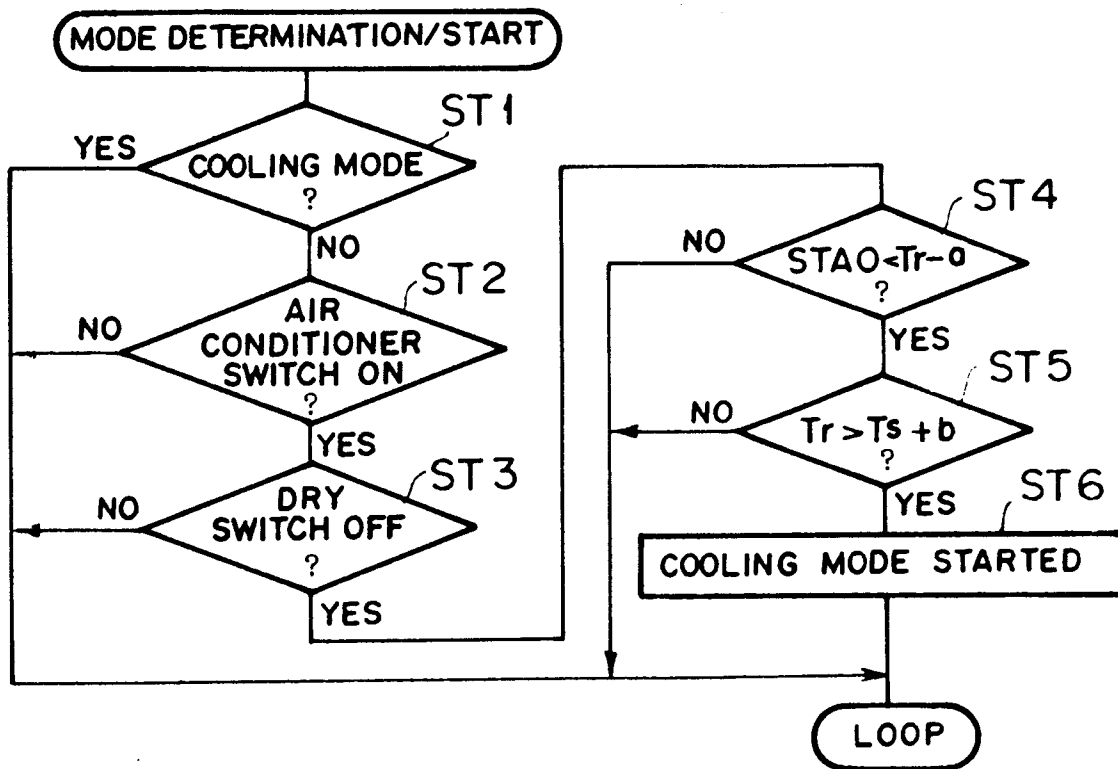 MODE DETERMINATION/START
ST1
YES
COOLING MODE
?
NO
ST2
NO
AIR
CONDITIONER
SWITCH ON
?
YES
ST3
NO
DRY
SWITCH OFF
?
YES
ST4
NO
STAO<Tr-a
?
YES
ST5
NO
Tr>Ts+b
?
YES
ST6
COOLING MODE STARTED
LOOP